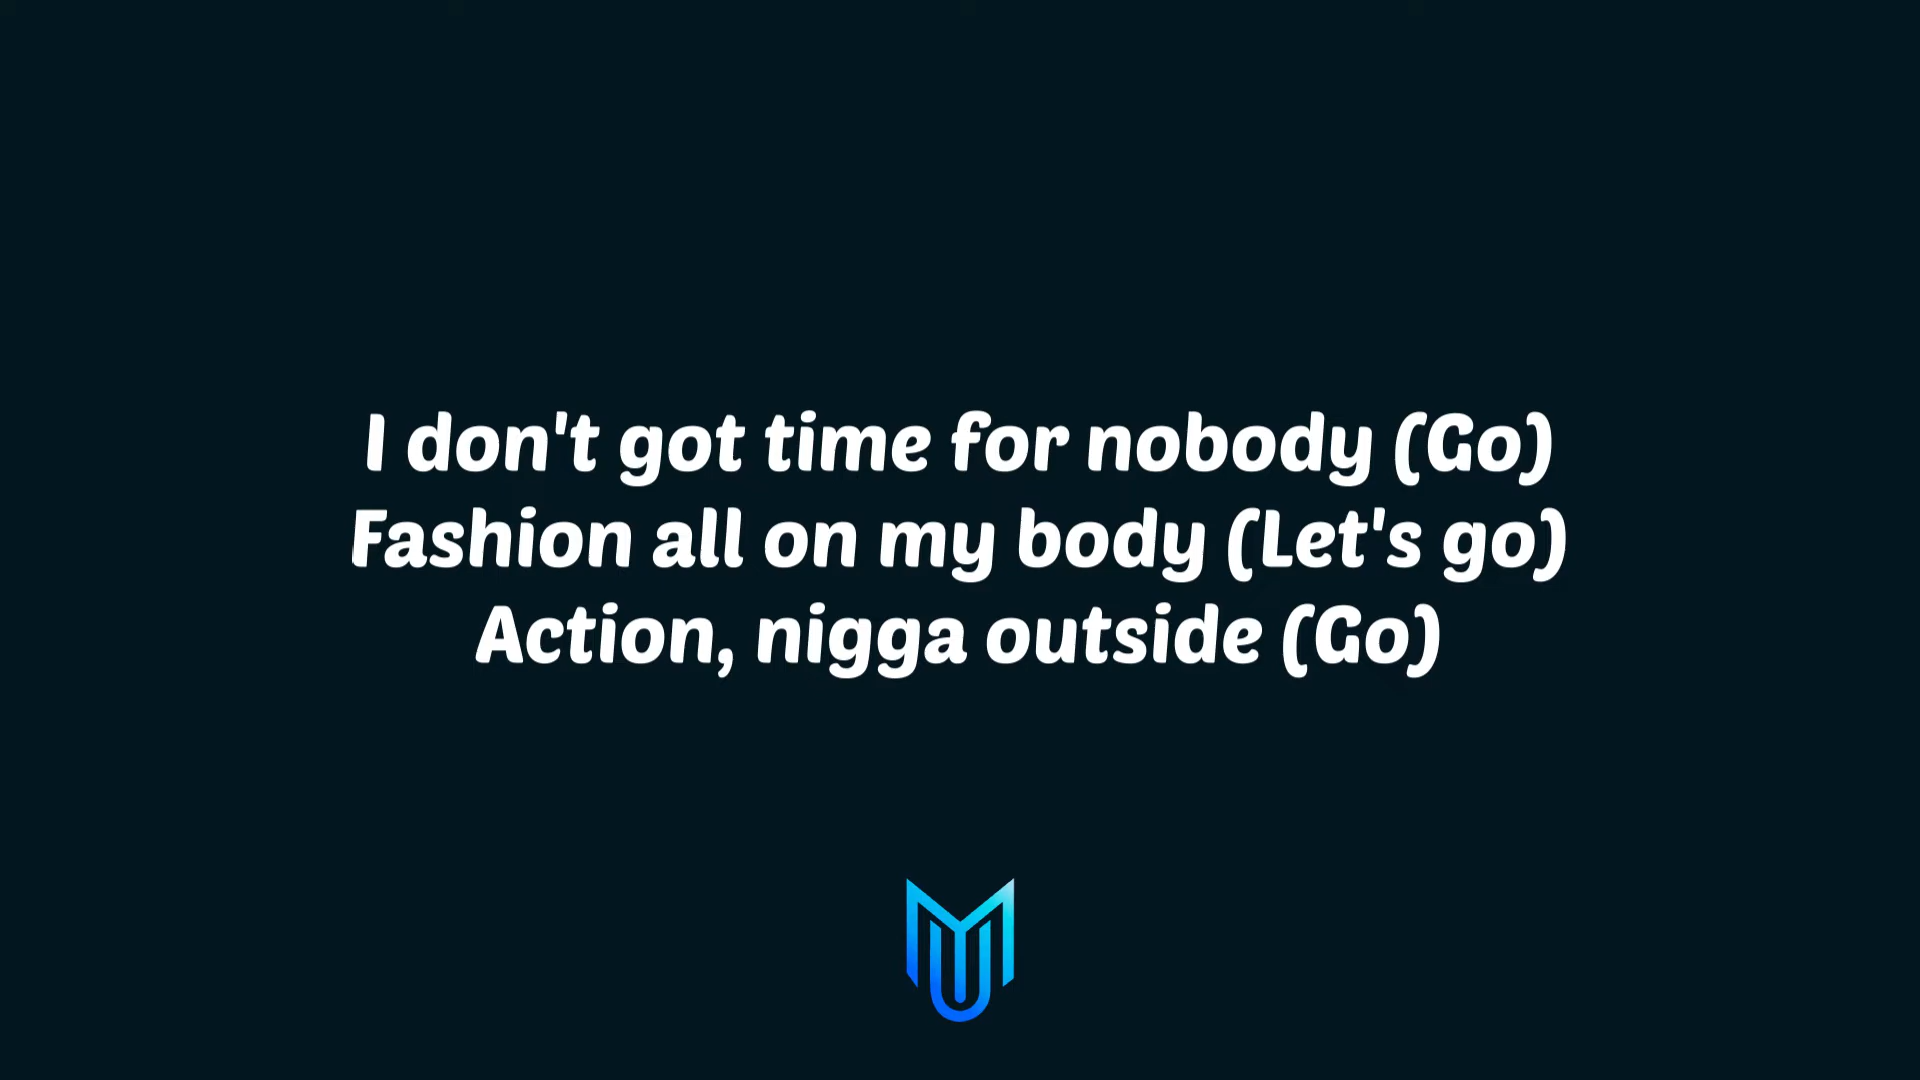 I don't got time for nobody (Go)
Fashion all on my body (Let's go)
Action, nigga outside (Go)